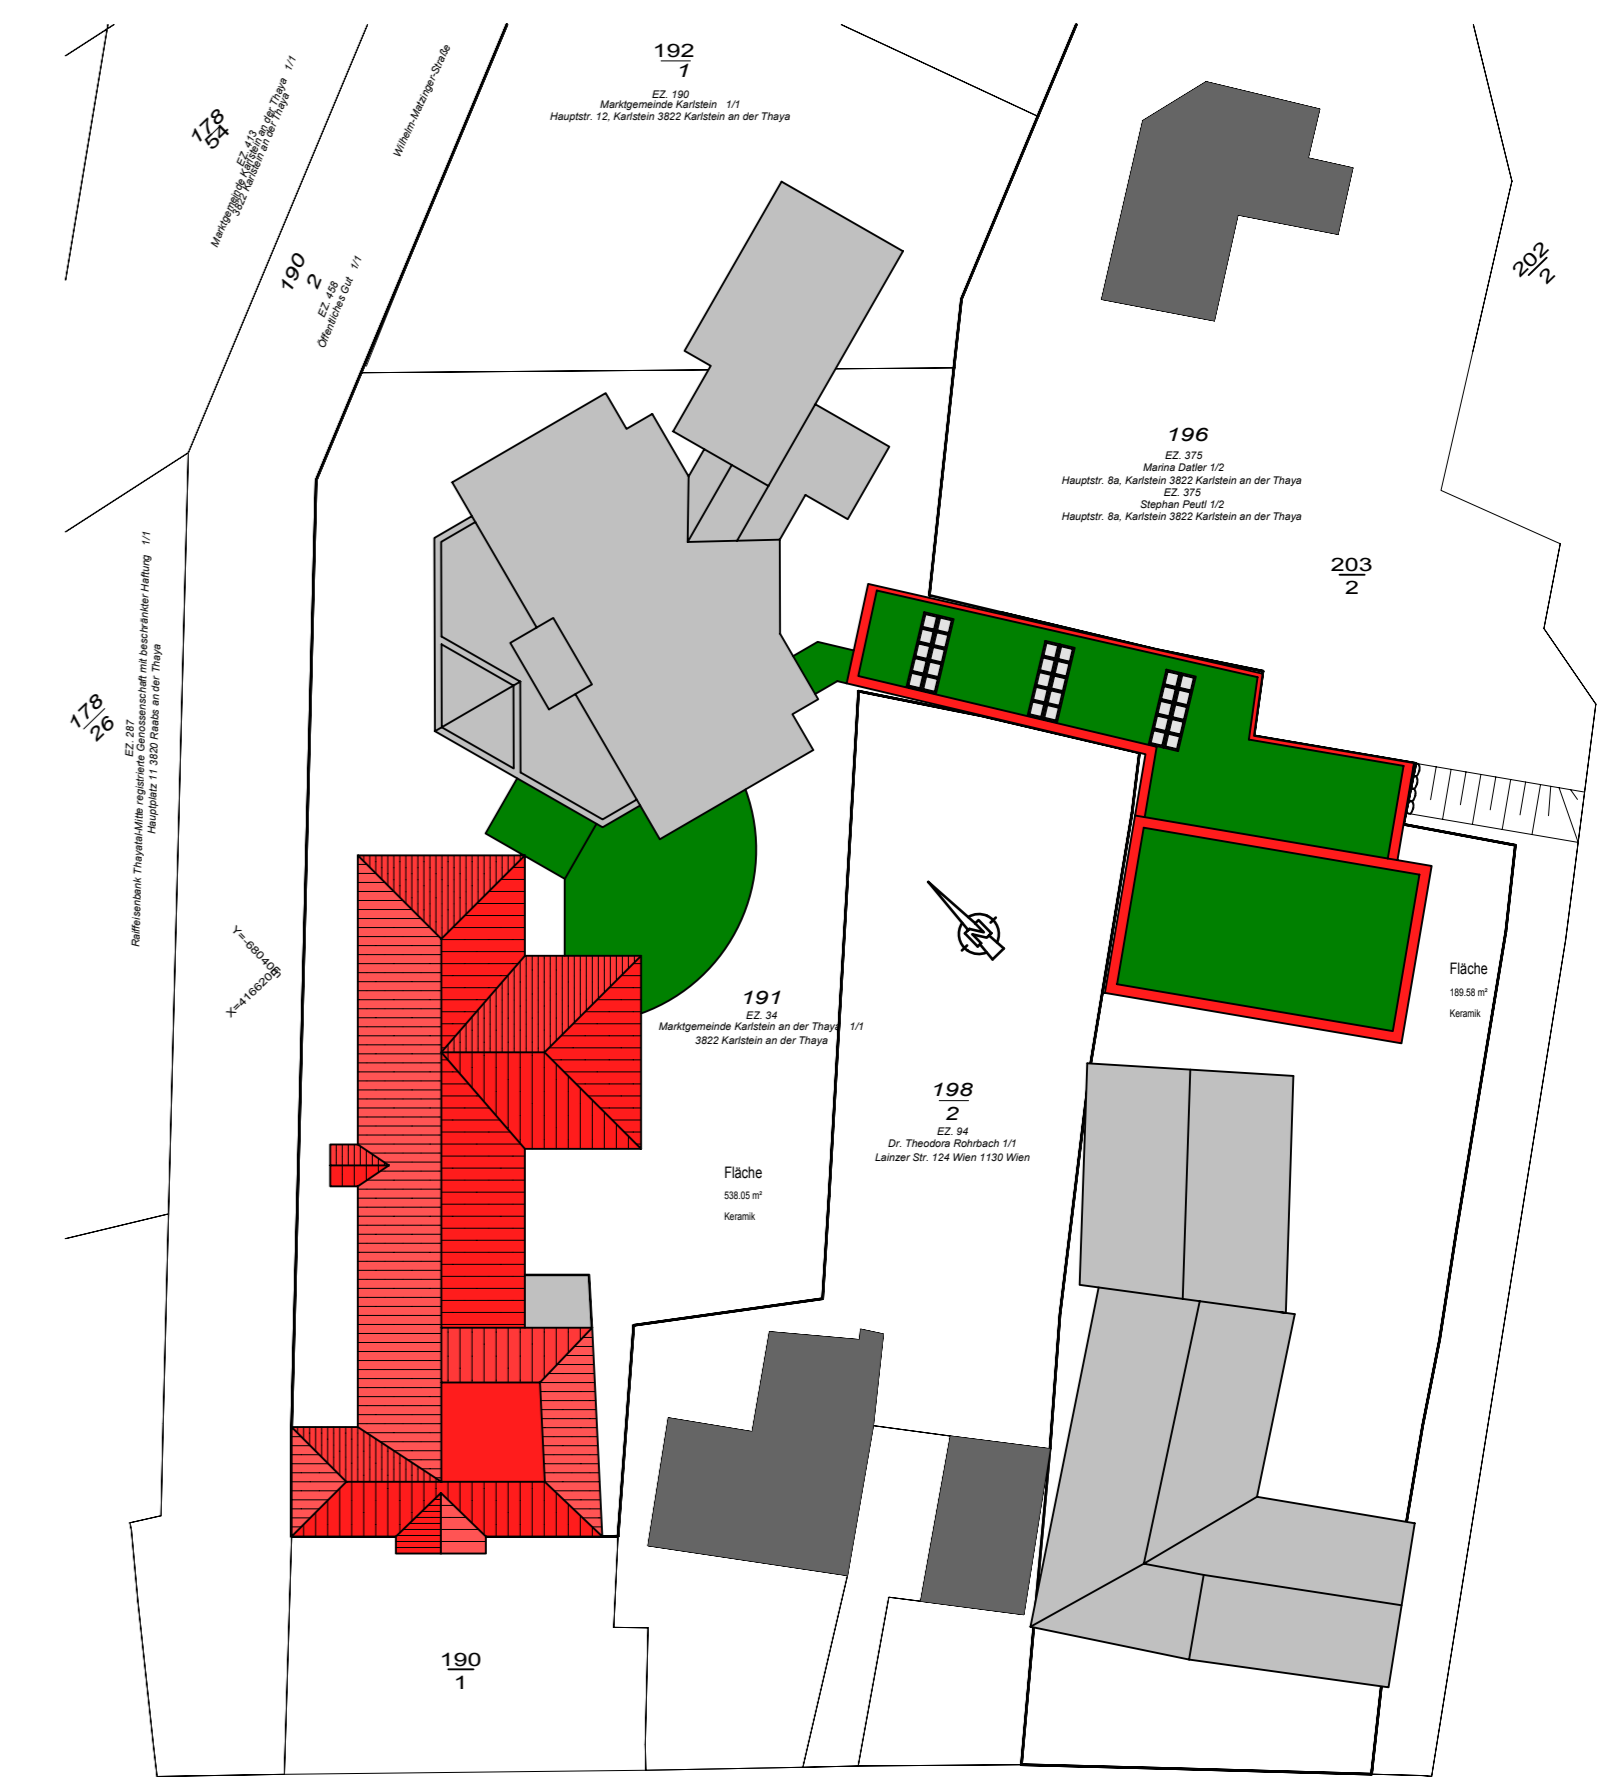 192
1
EZ. 190
Marktgemeinde Karlstein 1/1
Hauptstr. 12, Karlstein 3822 Karlstein an der Thaya
178
54
EZ. 413
Marktgemeinde Karlstein an der Thaya 1/1
3822 Karlstein an der Thaya
Wilhelm-Matzinger-Straße
190
2
EZ. 458
Öffentliches Gut 1/1
202
2
196
EZ. 375
Marina Datler 1/2
Hauptstr. 8a, Karlstein 3822 Karlstein an der Thaya
EZ. 375
Stephan Peutl 1/2
Hauptstr. 8a, Karlstein 3822 Karlstein an der Thaya
203
2
178
26
EZ. 287
Raiffeisenbank Thayatal-Mitte registrierte Genossenschaft mit beschränkter Haftung 1/1
Hauptplatz 11 3820 Raabs an der Thaya
N
Fläche
189.58 m²
Keramik
191
EZ. 34
Marktgemeinde Karlstein an der Thaya 1/1
3822 Karlstein an der Thaya
198
2
EZ. 94
Dr. Theodora Rohrbach 1/1
Lainzer Str. 124 Wien 1130 Wien
Fläche
538.05 m²
Keramik
190
1